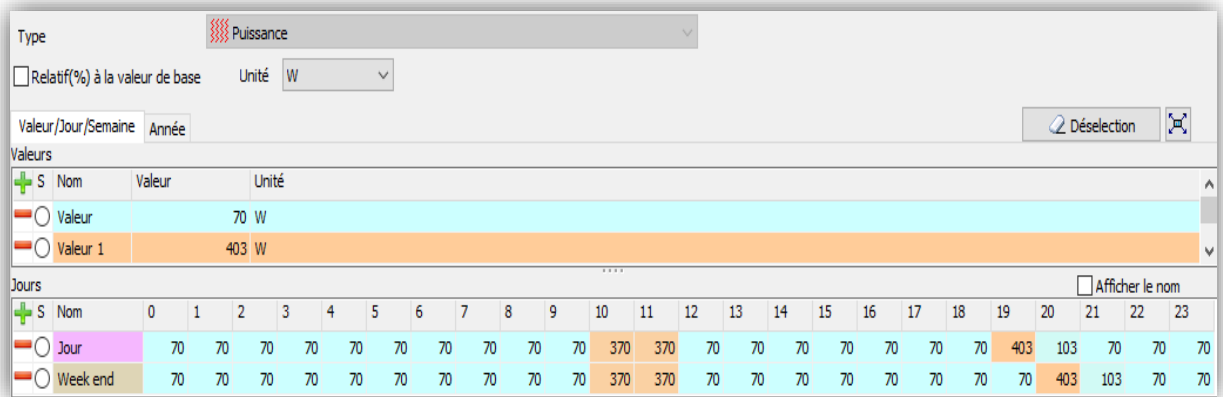 Type Puissance
Relatif(%) à la valeur de base Unité W
Valeur/Jour/Semaine Année Déselection
Valeurs
S Nom Valeur Unité
Valeur 70 W
Valeur 1 403 W
Jours Afficher le nom
S Nom 0 1 2 3 4 5 6 7 8 9 10 11 12 13 14 15 16 17 18 19 20 21 22 23
Jour 70 70 70 70 70 70 70 70 70 70 370 370 70 70 70 70 70 70 70 403 103 70 70 70
Week end 70 70 70 70 70 70 70 70 70 70 370 370 70 70 70 70 70 70 70 70 403 103 70 70